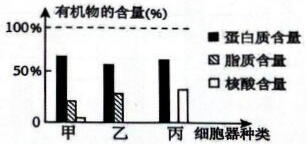 有机物的含量(%)
100%
50%
0
蛋白质含量
脂质含量
核酸含量
甲 乙 丙 细胞器种类